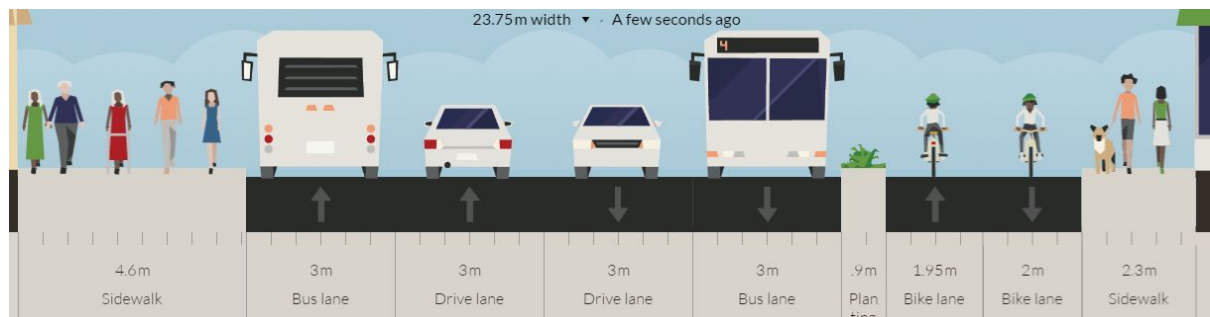 23.75m width ▼ · A few seconds ago
4
4.6m
Sidewalk
3m
Bus lane
3m
Drive lane
3m
Drive lane
3m
Bus lane
.9m
Plan
ting
1.95m
Bike lane
2m
Bike lane
2.3m
Sidewalk